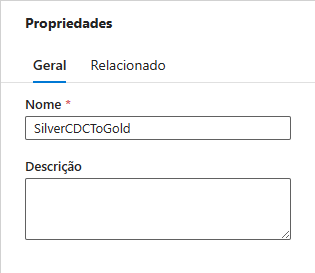 Propriedades
Geral Relacionado
Nome *
SilverCDCToGold
Descrição